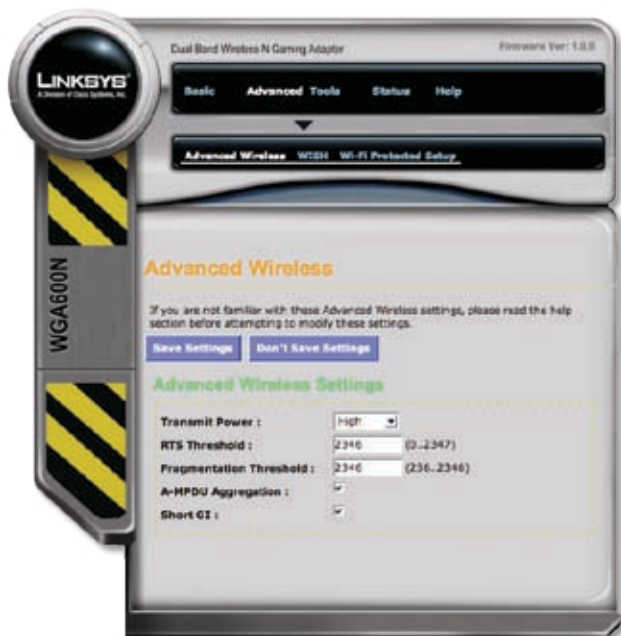 Dual-Band Wireless-N Gaming Adapter
Firmware Ver: 1.0.0
LINKSYS®
A Division of Cisco Systems, Inc.
Basic Advanced Tools Status Help
Advanced Wireless WISH Wi-Fi Protected Setup
WGA600N
Advanced Wireless
If you are not familiar with these Advanced Wireless settings, please read the help
section before attempting to modify these settings.
Save Settings Don't Save Settings
Advanced Wireless Settings
Transmit Power : High
RTS Threshold : 2346 (0..2347)
Fragmentation Threshold : 2346 (256..2346)
A-MPDU Aggregation :
Short GI :